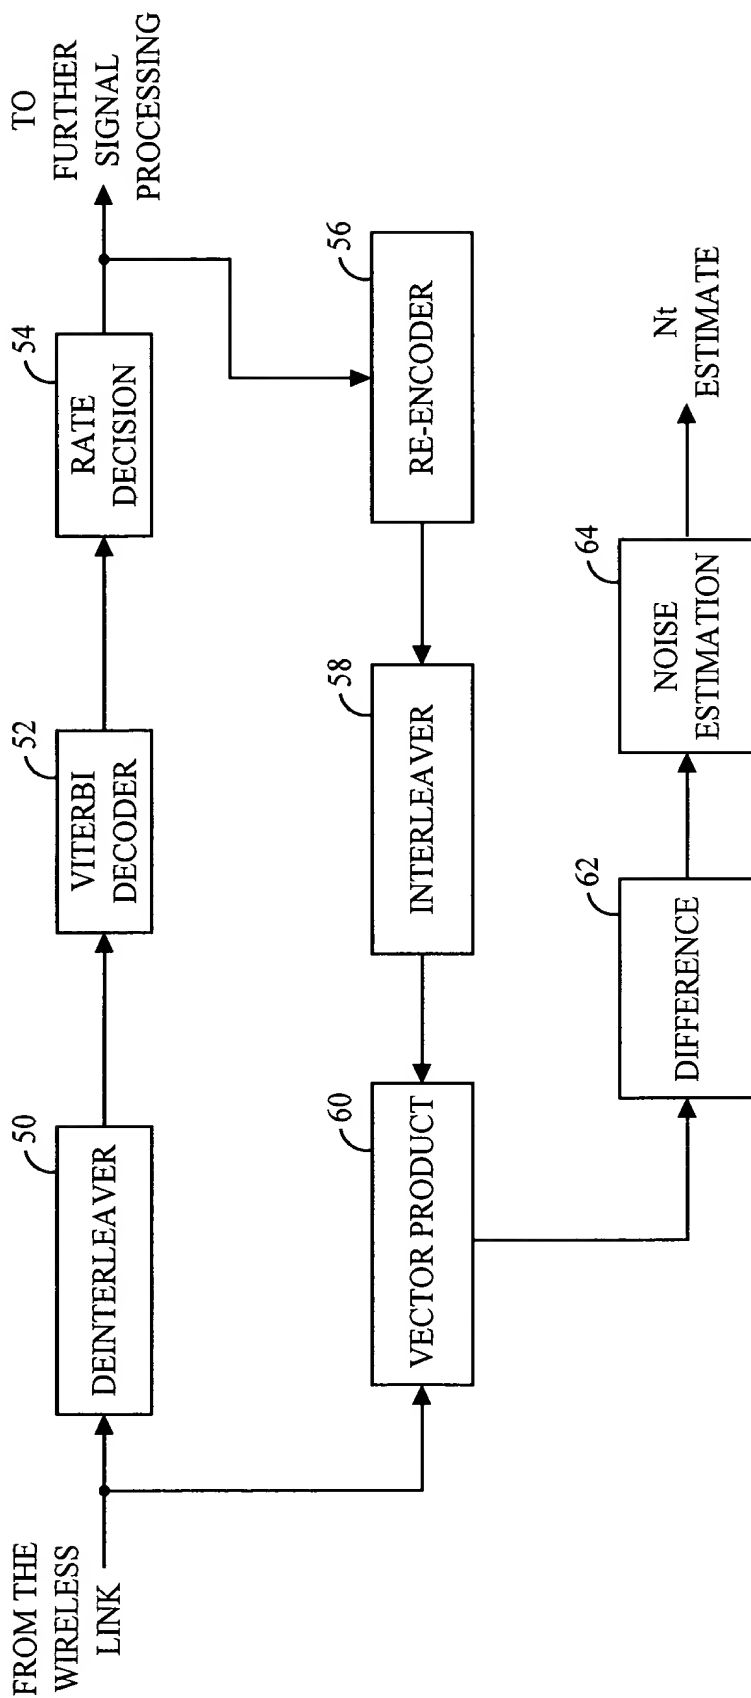 FROM THE
WIRELESS
LINK
50
DEINTERLEAVER
52
VITERBI
DECODER
54
RATE
DECISION
TO
FURTHER
SIGNAL
PROCESSING
60
VECTOR PRODUCT
58
INTERLEAVER
56
RE-ENCODER
62
DIFFERENCE
64
NOISE
ESTIMATION
Nt
ESTIMATE